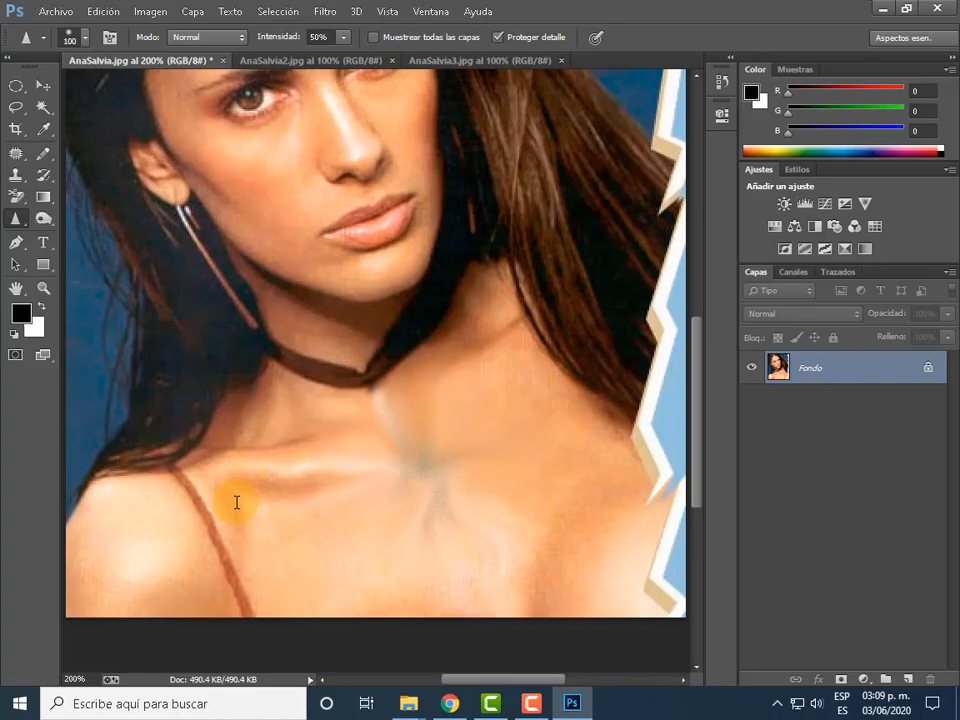 Ps Archivo Edición Imagen Capa Texto Selección Filtro 3D Vista Ventana Ayuda
100 Modo: Normal Intensidad: 50% Muestrear todas las capas Proteger detalle Aspectos esen.
AnaSalvia.jpg al 200% (RGB/8#) * × AnaSalvia2.jpg al 100% (RGB/8#) × AnaSalvia3.jpg al 100% (RGB/8#) ×
Color Muestras
R 0
G 0
B 0
Ajustes Estilos
Añadir un ajuste
Capas Canales Trazados
Tipo
Normal Opacidad: 100%
Bloq.: Relleno: 100%
Fondo
200% Doc: 490.4 KB/490.4 KB
Escribe aquí para buscar
Ps
ESP 03:09 p. m.
ES 03/06/2020